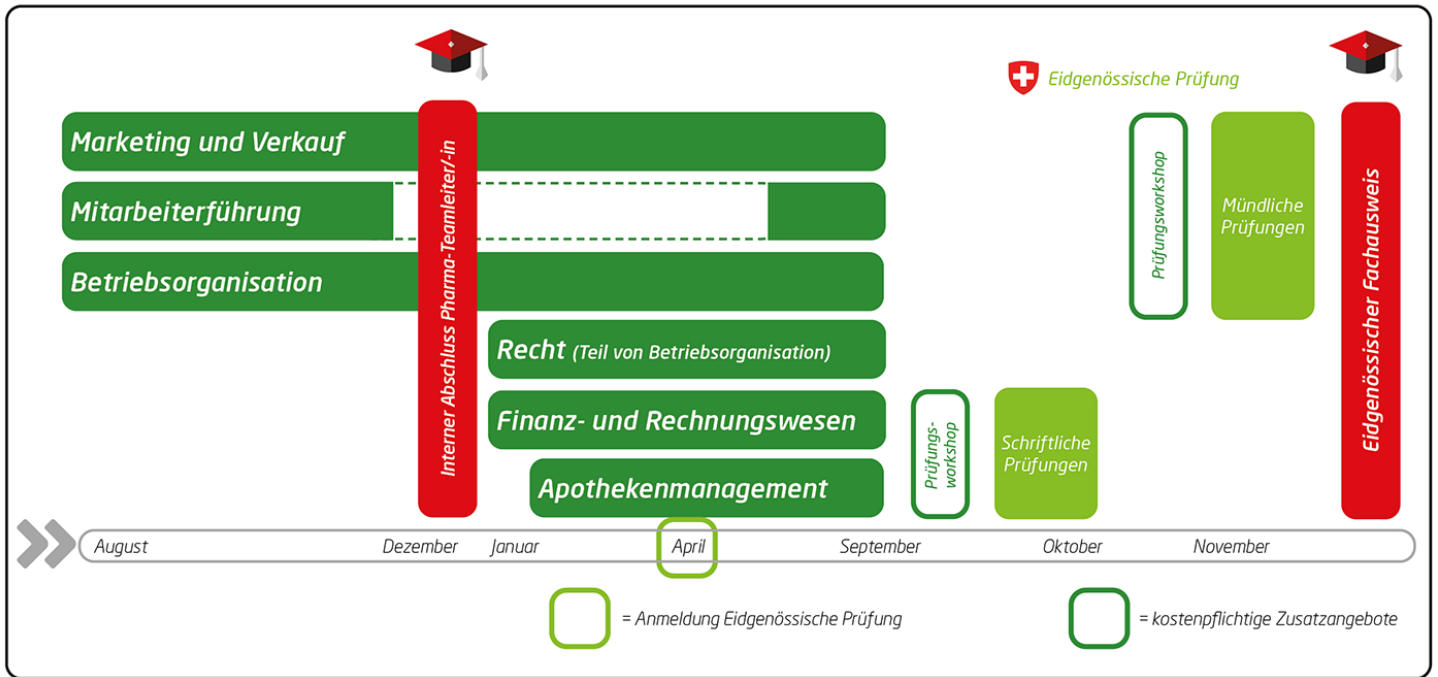 Eidgenössische Prüfung
Marketing und Verkauf
Mitarbeiterführung
Betriebsorganisation
Interner Abschluss Pharma-Teamleiter/-in
Recht (Teil von Betriebsorganisation)
Finanz- und Rechnungswesen
Apothekenmanagement
Prüfungs-
workshop
Schriftliche
Prüfungen
Prüfungsworkshop
Mündliche
Prüfungen
Eidgenössischer Fachausweis
August Dezember Januar April September Oktober November
= Anmeldung Eidgenössische Prüfung
= kostenpflichtige Zusatzangebote